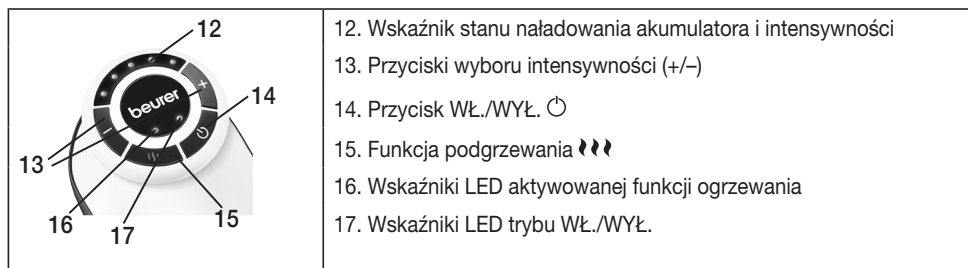 12
beurer
14
13
16
17
15
12. Wskaźnik stanu naładowania akumulatora i intensywności
13. Przyciski wyboru intensywności (+/–)
14. Przycisk WŁ./WYŁ.
15. Funkcja podgrzewania
16. Wskaźniki LED aktywowanej funkcji ogrzewania
17. Wskaźniki LED trybu WŁ./WYŁ.